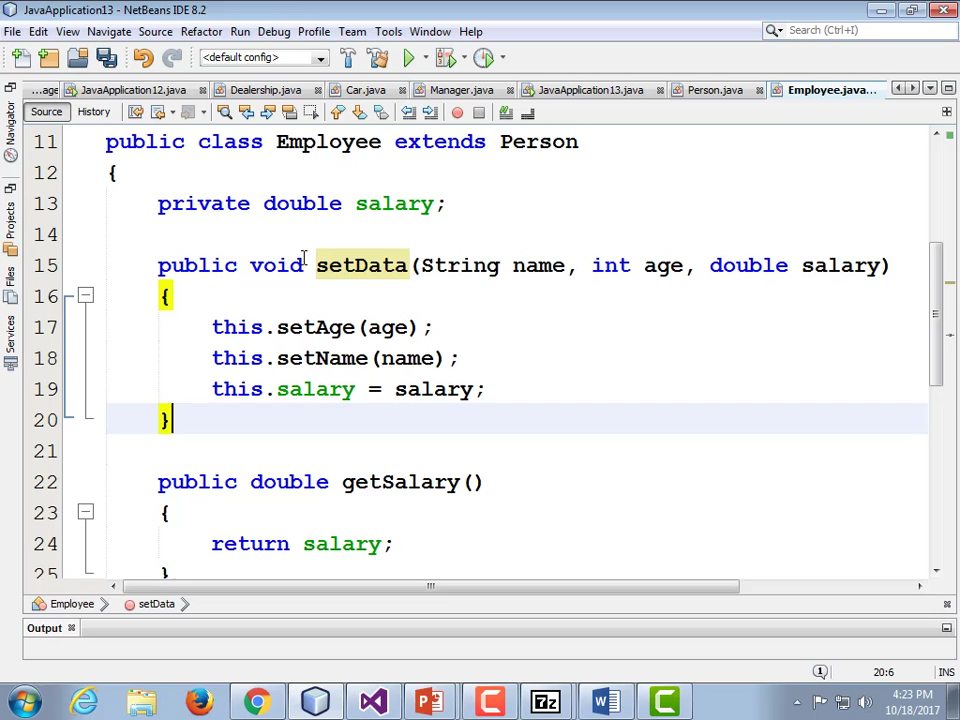 JavaApplication13 - NetBeans IDE 8.2
File Edit View Navigate Source Refactor Run Debug Profile Team Tools Window Help
Search (Ctrl+I)
<default config>
...age JavaApplication12.java Dealership.java Car.java Manager.java JavaApplication13.java Person.java Employee.java...
Source History
Navigator
Projects
Files
Services
11 public class Employee extends Person
12 {
13 private double salary;
14
15 public void setData(String name, int age, double salary)
16 {
17 this.setAge(age);
18 this.setName(name);
19 this.salary = salary;
20 }
21
22 public double getSalary()
23 {
24 return salary;
25 }
Employee setData
Output
1 20:6 INS
4:23 PM
10/18/2017